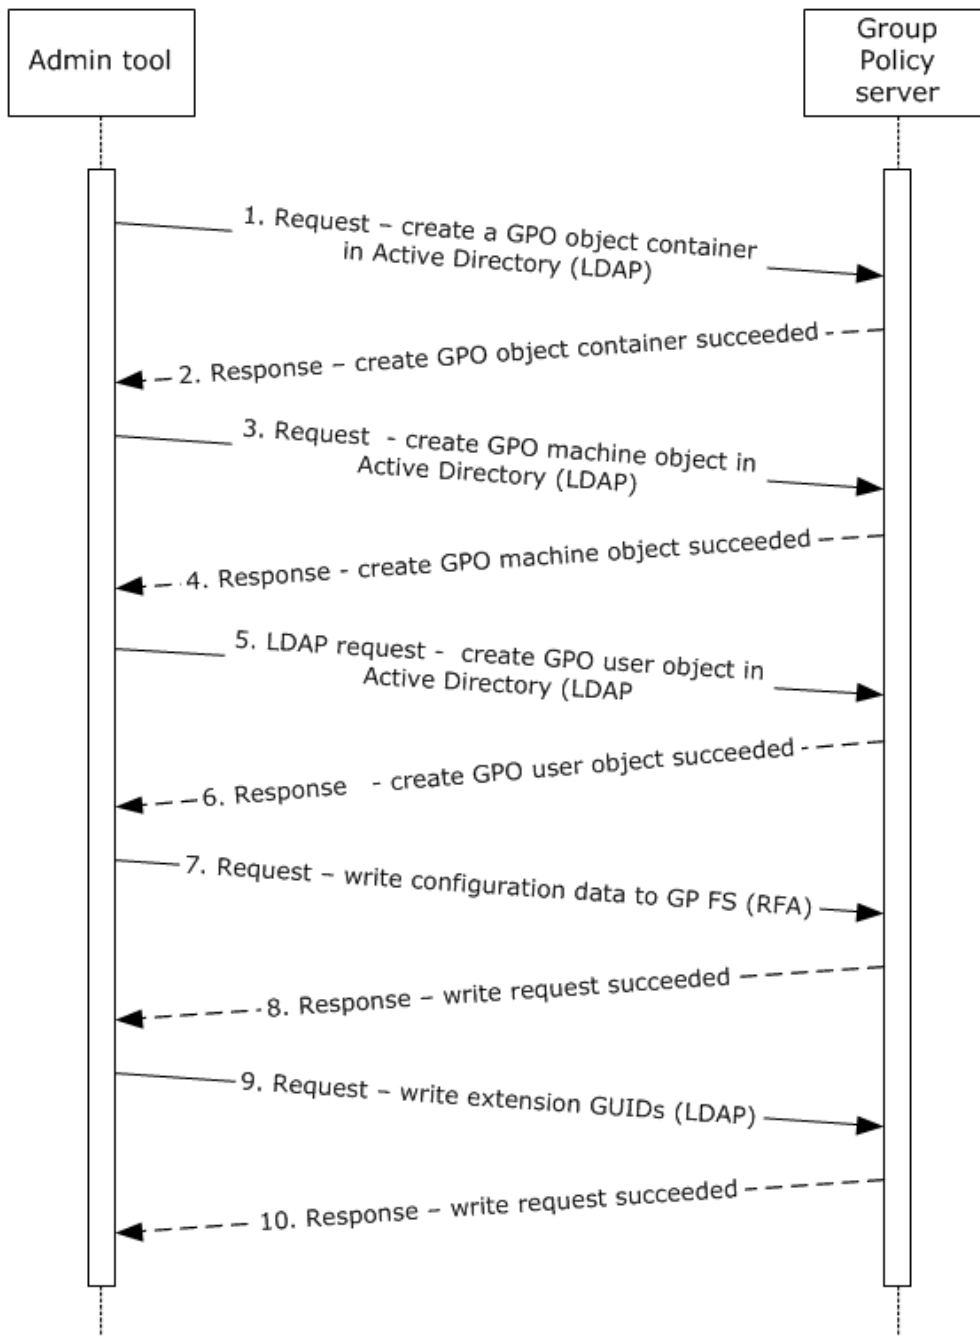 Admin tool
Group
Policy
server
1. Request – create a GPO object container
in Active Directory (LDAP)
2. Response – create GPO object container succeeded
3. Request  - create GPO machine object in
Active Directory (LDAP)
4. Response - create GPO machine object succeeded
5. LDAP request -  create GPO user object in
Active Directory (LDAP
6. Response   - create GPO user object succeeded
7. Request – write configuration data to GP FS (RFA)
8. Response – write request succeeded
9. Request – write extension GUIDs (LDAP)
10. Response – write request succeeded